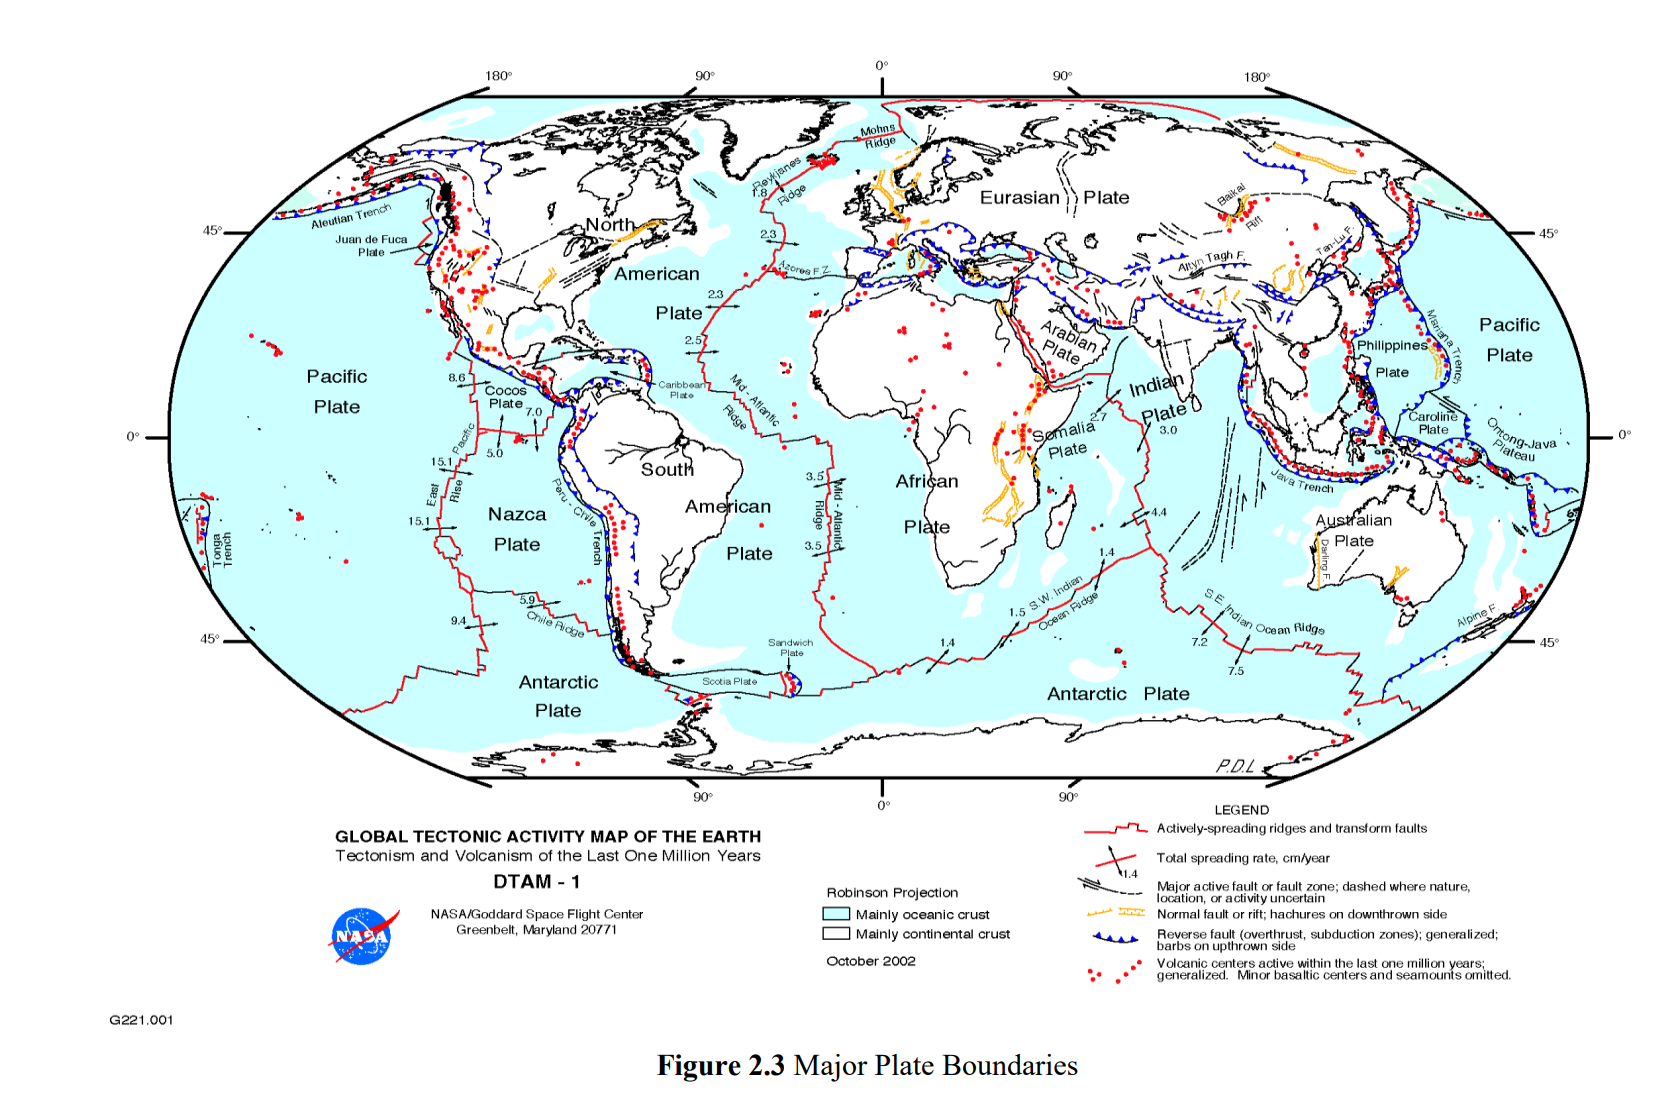 180°
90°
0°
90°
180°
Mohns
Ridge
Reykjanes
Ridge
1.8
Eurasian Plate
Baikal
Rift
Aleutian Trench
45°
Juan de Fuca
Plate
North
American
Plate
2.3
Azores F.Z.
2.3
2.5
Altyn Tagh F.
Tan-Lu F.
45°
Mariana Trench
Pacific
Plate
Arabian
Plate
Philippines
Plate
Pacific
Plate
8.6
Cocos
Plate
7.0
Caribbean
Plate
Mid - Atlantic
Ridge
Indian
Plate
2.7
3.0
Somalia
Plate
Caroline
Plate
Ontong-Java
Plateau
0°
0°
5.0
15.1
East
Pacific
Rise
15.1
South
American
Plate
3.5
Mid - Atlantic
Ridge
3.5
African
Plate
Java Trench
Nazca
Plate
Peru - Chile Trench
4.4
Australian
Plate
Darling F.
Tonga
Trench
1.4
5.9
Chile Ridge
9.4
1.5
S.W. Indian
Ocean Ridge
S.E. Indian Ocean Ridge
7.2
7.5
Alpine F.
45°
45°
1.4
Sandwich
Plate
Scotia Plate
Antarctic
Plate
Antarctic Plate
P.D.L
90°
0°
90°
GLOBAL TECTONIC ACTIVITY MAP OF THE EARTH
Tectonism and Volcanism of the Last One Million Years
DTAM - 1
NASA
NASA/Goddard Space Flight Center
Greenbelt, Maryland 20771
Robinson Projection
Mainly oceanic crust
Mainly continental crust
October 2002
LEGEND
Actively-spreading ridges and transform faults
Total spreading rate, cm/year
1.4
Major active fault or fault zone; dashed where nature,
location, or activity uncertain
Normal fault or rift; hachures on downthrown side
Reverse fault (overthrust, subduction zones); generalized;
barbs on upthrown side
Volcanic centers active within the last one million years;
generalized. Minor basaltic centers and seamounts omitted.
G221.001
Figure 2.3 Major Plate Boundaries